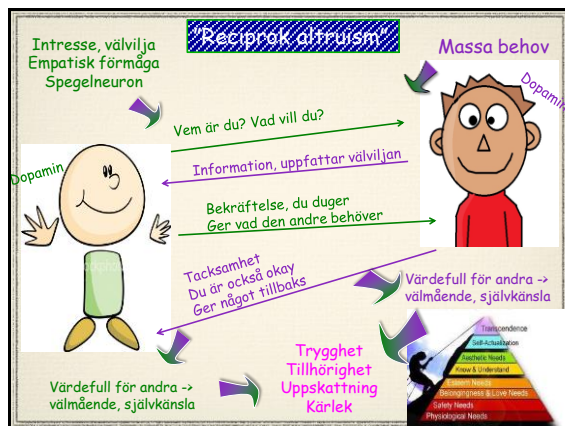 "Reciprok altruism"
Intresse, välvilja
Empatisk förmåga
Spegelneuron
Massa behov
Dopamin
Dopamin
Vem är du? Vad vill du?
Information, uppfattar välviljan
Bekräftelse, du duger
Ger vad den andre behöver
Tacksamhet
Du är också okay
Ger något tillbaks
Värdefull för andra ->
välmående, självkänsla
Värdefull för andra ->
välmående, självkänsla
Trygghet
Tillhörighet
Uppskattning
Kärlek
Transcendence
Self-Actualization
Aesthetic Needs
Know & Understand
Esteem Needs
Belongingness & Love Needs
Safety Needs
Physiological Needs